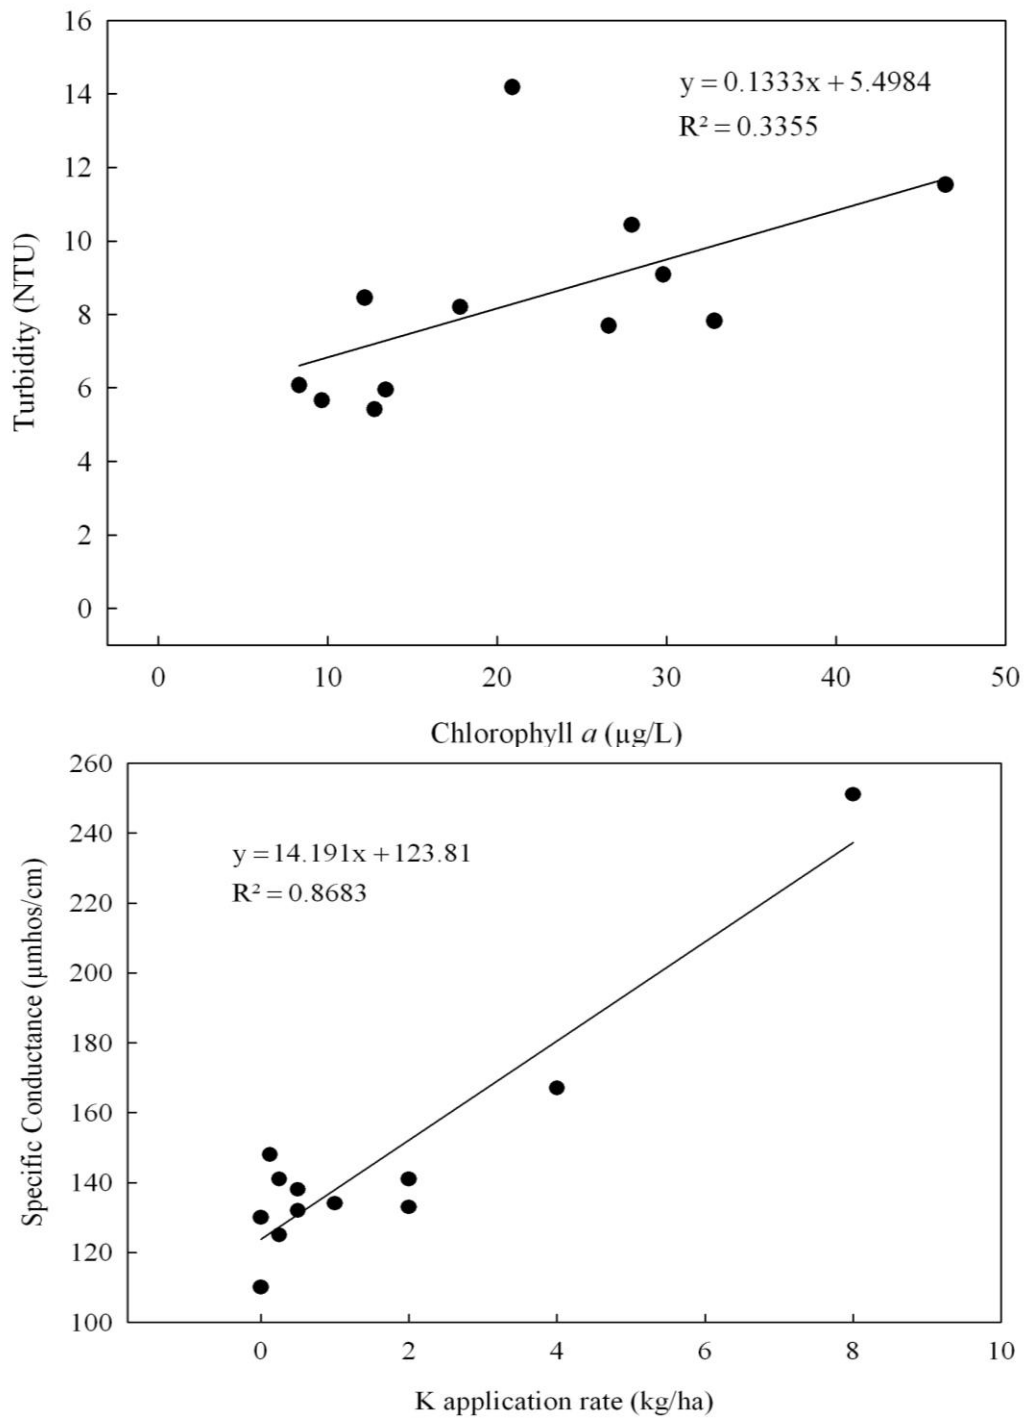 16
14
12
10
8
6
4
2
0
Turbidity (NTU)
y = 0.1333x + 5.4984
R² = 0.3355
0 10 20 30 40 50
Chlorophyll a (µg/L)
260
240
220
200
180
160
140
120
100
Specific Conductance (µmhos/cm)
y = 14.191x + 123.81
R² = 0.8683
0 2 4 6 8 10
K application rate (kg/ha)